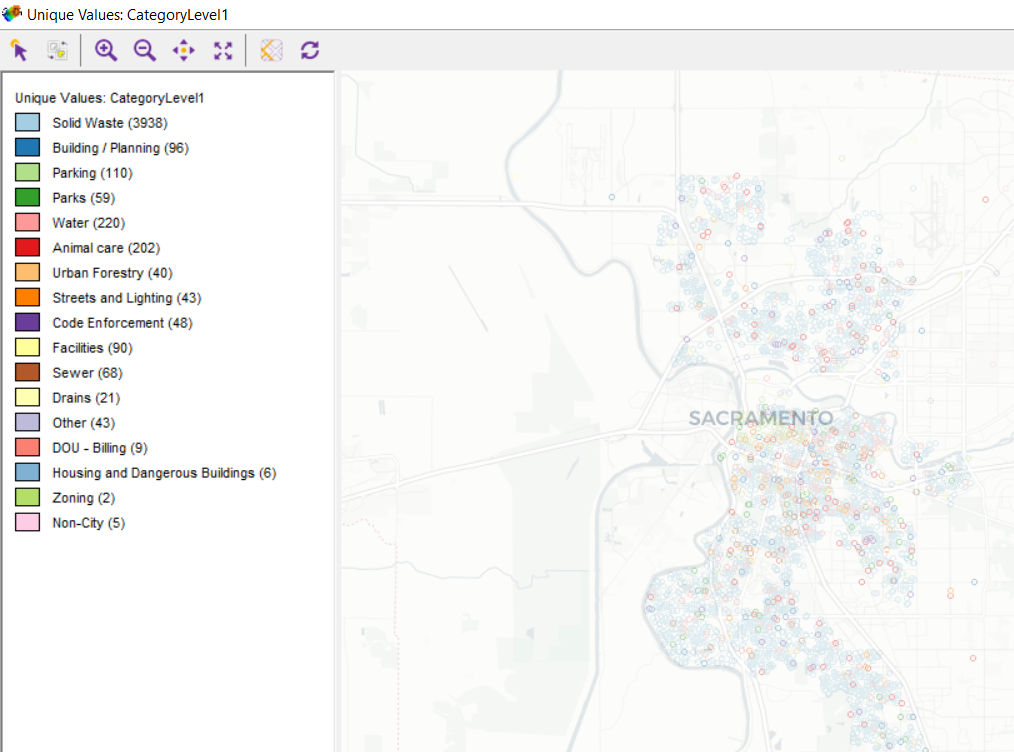 Unique Values: CategoryLevel1
Unique Values: CategoryLevel1
Solid Waste (3938)
Building / Planning (96)
Parking (110)
Parks (59)
Water (220)
Animal care (202)
Urban Forestry (40)
Streets and Lighting (43)
Code Enforcement (48)
Facilities (90)
Sewer (68)
Drains (21)
Other (43)
DOU - Billing (9)
Housing and Dangerous Buildings (6)
Zoning (2)
Non-City (5)
SACRAMENTO